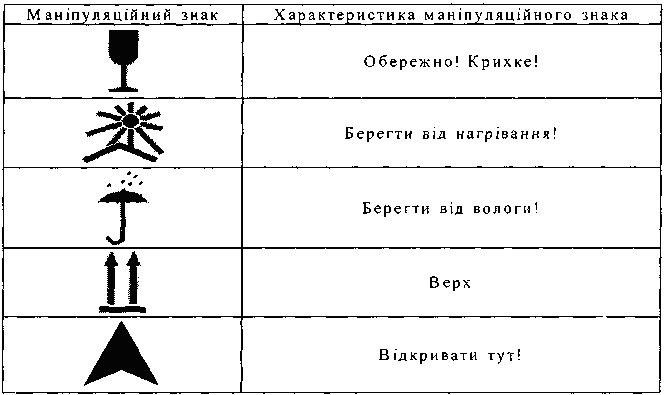 Маніпуляційний знак Характеристика маніпуляційного знака
Обережно! Крихке!
Берегти від нагрівання!
Берегти від вологи!
Верх
Відкривати тут!